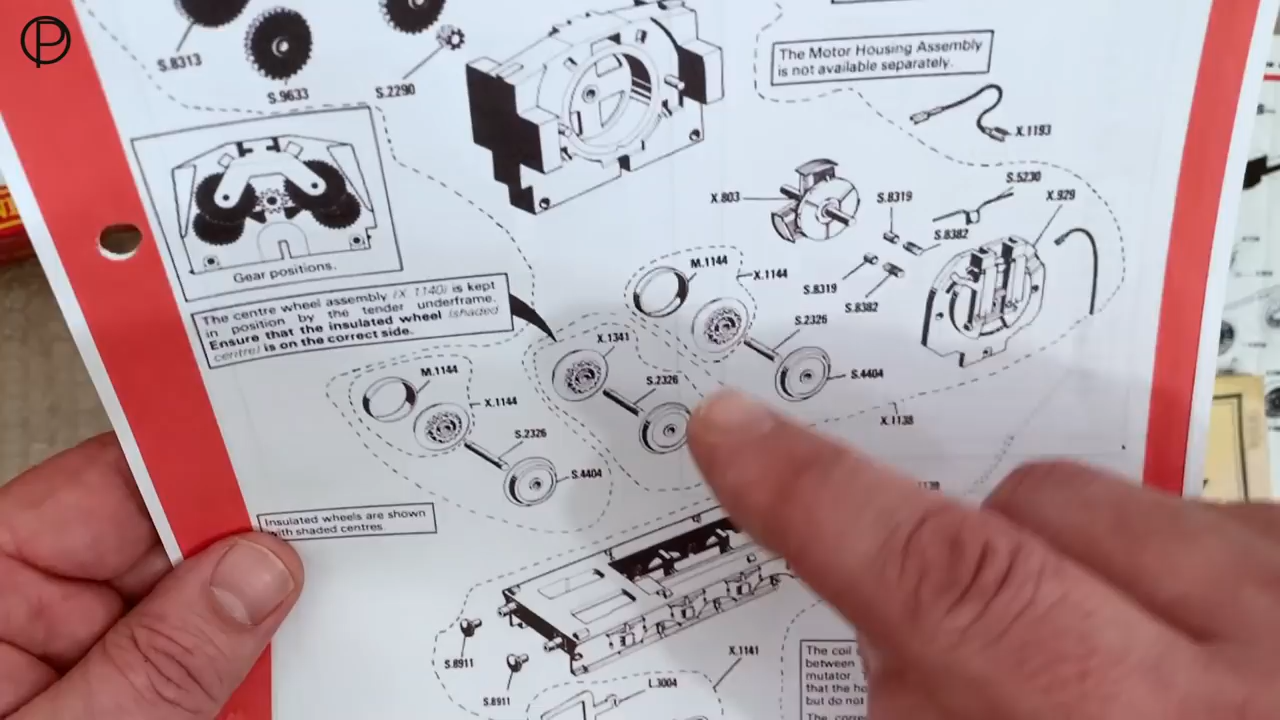 P
S.8313
S.9633
S.2290
The Motor Housing Assembly
is not available separately.
X.1193
Gear positions.
X.803
S.8319
S.5230
X.929
S.8382
S.8319
S.8382
The centre wheel assembly (X. 1140) is kept
in position by the tender underframe.
Ensure that the insulated wheel (shaded
centre) is on the correct side.
M.1144
X.1144
S.2326
S.4404
X.1138
X.1341
S.2326
M.1144
X.1144
S.2326
S.4404
Insulated wheels are shown
with shaded centres.
S.8911
S.8911
L.3004
X.1141
The coil
between
mutator.
that the
but do not
The